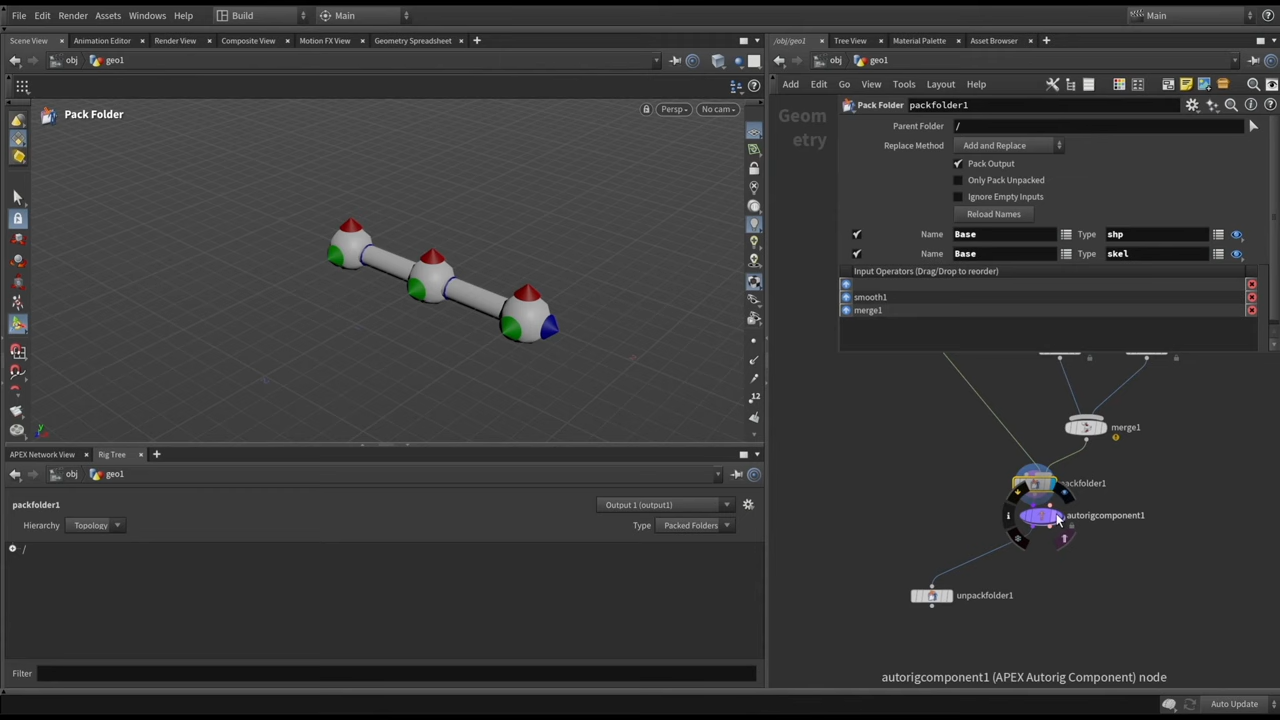 File Edit Render Assets Windows Help Build Main Main
Scene View Animation Editor Render View Composite View Motion FX View Geometry Spreadsheet
obj geo1
Pack Folder
Persp No cam
12
y
APEX Network View Rig Tree
obj geo1
packfolder1 Output 1 (output1)
Hierarchy Topology Type Packed Folders
/
Filter
/obj/geo1 Tree View Material Palette Asset Browser
obj geo1
Add Edit Go View Tools Layout Help
Geom
etry
Pack Folder packfolder1
Parent Folder /
Replace Method Add and Replace
Pack Output
Only Pack Unpacked
Ignore Empty Inputs
Reload Names
Name Base Type shp
Name Base Type skel
Input Operators (Drag/Drop to reorder)
smooth1
merge1
merge1
packfolder1
autorigcomponent1
unpackfolder1
autorigcomponent1 (APEX Autorig Component) node
Auto Update